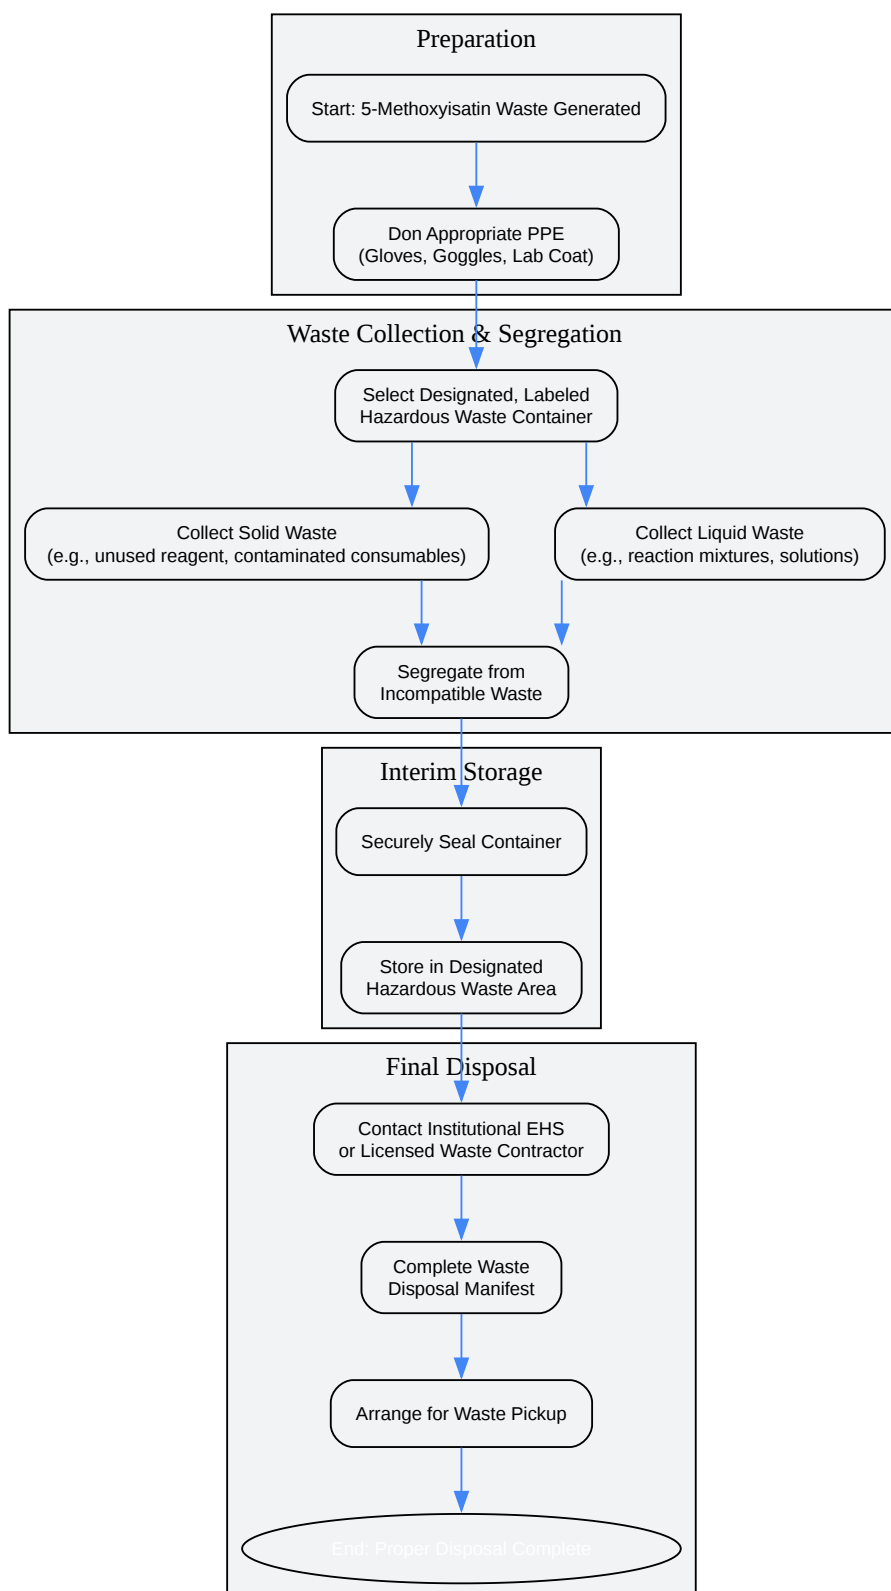 Preparation
Start: 5-Methoxyisatin Waste Generated
Don Appropriate PPE
(Gloves, Goggles, Lab Coat)
Waste Collection & Segregation
Select Designated, Labeled
Hazardous Waste Container
Collect Solid Waste
(e.g., unused reagent, contaminated consumables)
Collect Liquid Waste
(e.g., reaction mixtures, solutions)
Segregate from
Incompatible Waste
Interim Storage
Securely Seal Container
Store in Designated
Hazardous Waste Area
Final Disposal
Contact Institutional EHS
or Licensed Waste Contractor
Complete Waste
Disposal Manifest
Arrange for Waste Pickup
End: Proper Disposal Complete